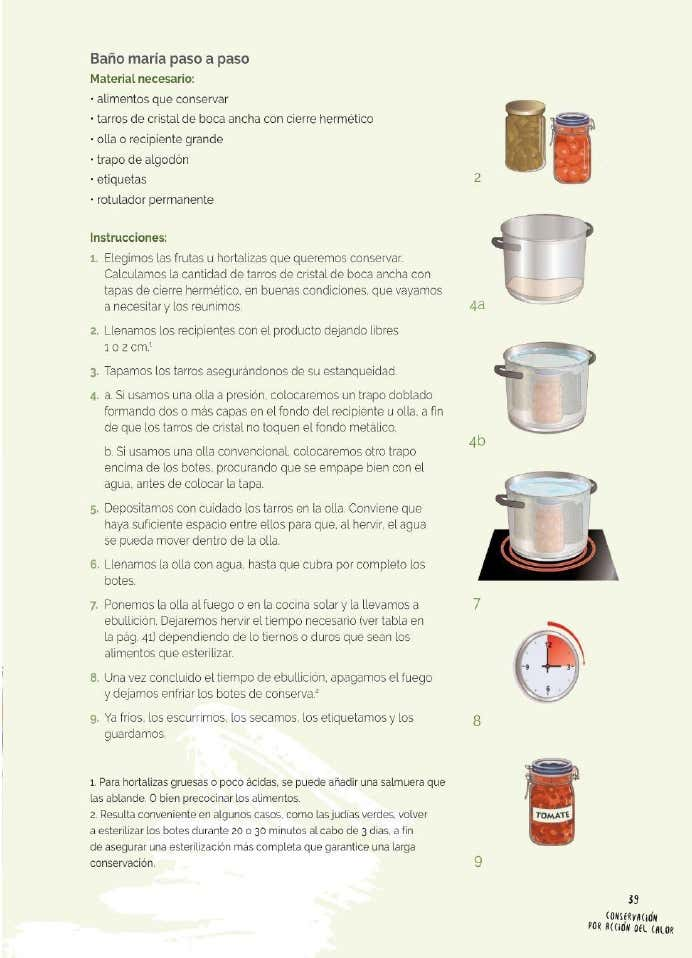 Baño maría paso a paso
Material necesario:
• alimentos que conservar
• tarros de cristal de boca ancha con cierre hermético
• olla o recipiente grande
• trapo de algodón
• etiquetas
• rotulador permanente
Instrucciones:
1. Elegimos las frutas u hortalizas que queremos conservar.
Calculamos la cantidad de tarros de cristal de boca ancha con
tapas de cierre hermético, en buenas condiciones, que vayamos
a necesitar y los reunimos.
2. Llenamos los recipientes con el producto dejando libres
1 o 2 cm.¹
3. Tapamos los tarros asegurándonos de su estanqueidad.
4. a. Si usamos una olla a presión, colocaremos un trapo doblado
formando dos o más capas en el fondo del recipiente u olla, a fin
de que los tarros de cristal no toquen el fondo metálico.
b. Si usamos una olla convencional, colocaremos otro trapo
encima de los botes, procurando que se empape bien con el
agua, antes de colocar la tapa.
5. Depositamos con cuidado los tarros en la olla. Conviene que
haya suficiente espacio entre ellos para que, al hervir, el agua
se pueda mover dentro de la olla.
6. Llenamos la olla con agua, hasta que cubra por completo los
botes.
7. Ponemos la olla al fuego o en la cocina solar y la llevamos a
ebullición. Dejaremos hervir el tiempo necesario (ver tabla en
la pág. 41) dependiendo de lo tiernos o duros que sean los
alimentos que esterilizar.
8. Una vez concluido el tiempo de ebullición, apagamos el fuego
y dejamos enfriar los botes de conserva.²
9. Ya fríos, los escurrimos, los secamos, los etiquetamos y los
guardamos.
1. Para hortalizas gruesas o poco ácidas, se puede añadir una salmuera que
las ablande. O bien precocinar los alimentos.
2. Resulta conveniente en algunos casos, como las judías verdes, volver
a esterilizar los botes durante 20 o 30 minutos al cabo de 3 días, a fin
de asegurar una esterilización más completa que garantice una larga
conservación.
2
4a
4b
7
12
3
6
9
8
TOMATE
9
39
CONSERVACIÓN
POR ACCIÓN DEL CALOR